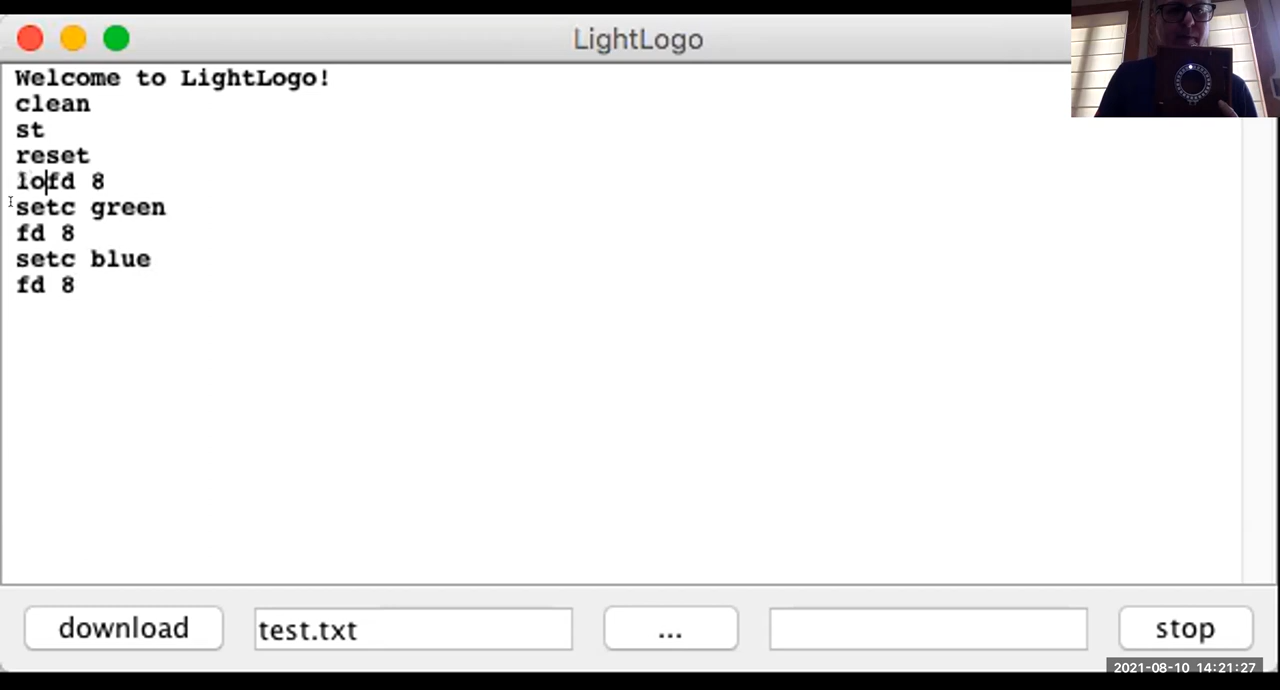 LightLogo
Welcome to LightLogo!
clean
st
reset
lofd 8
setc green
fd 8
setc blue
fd 8
download
test.txt
...
stop
2021-08-10 14:21:27